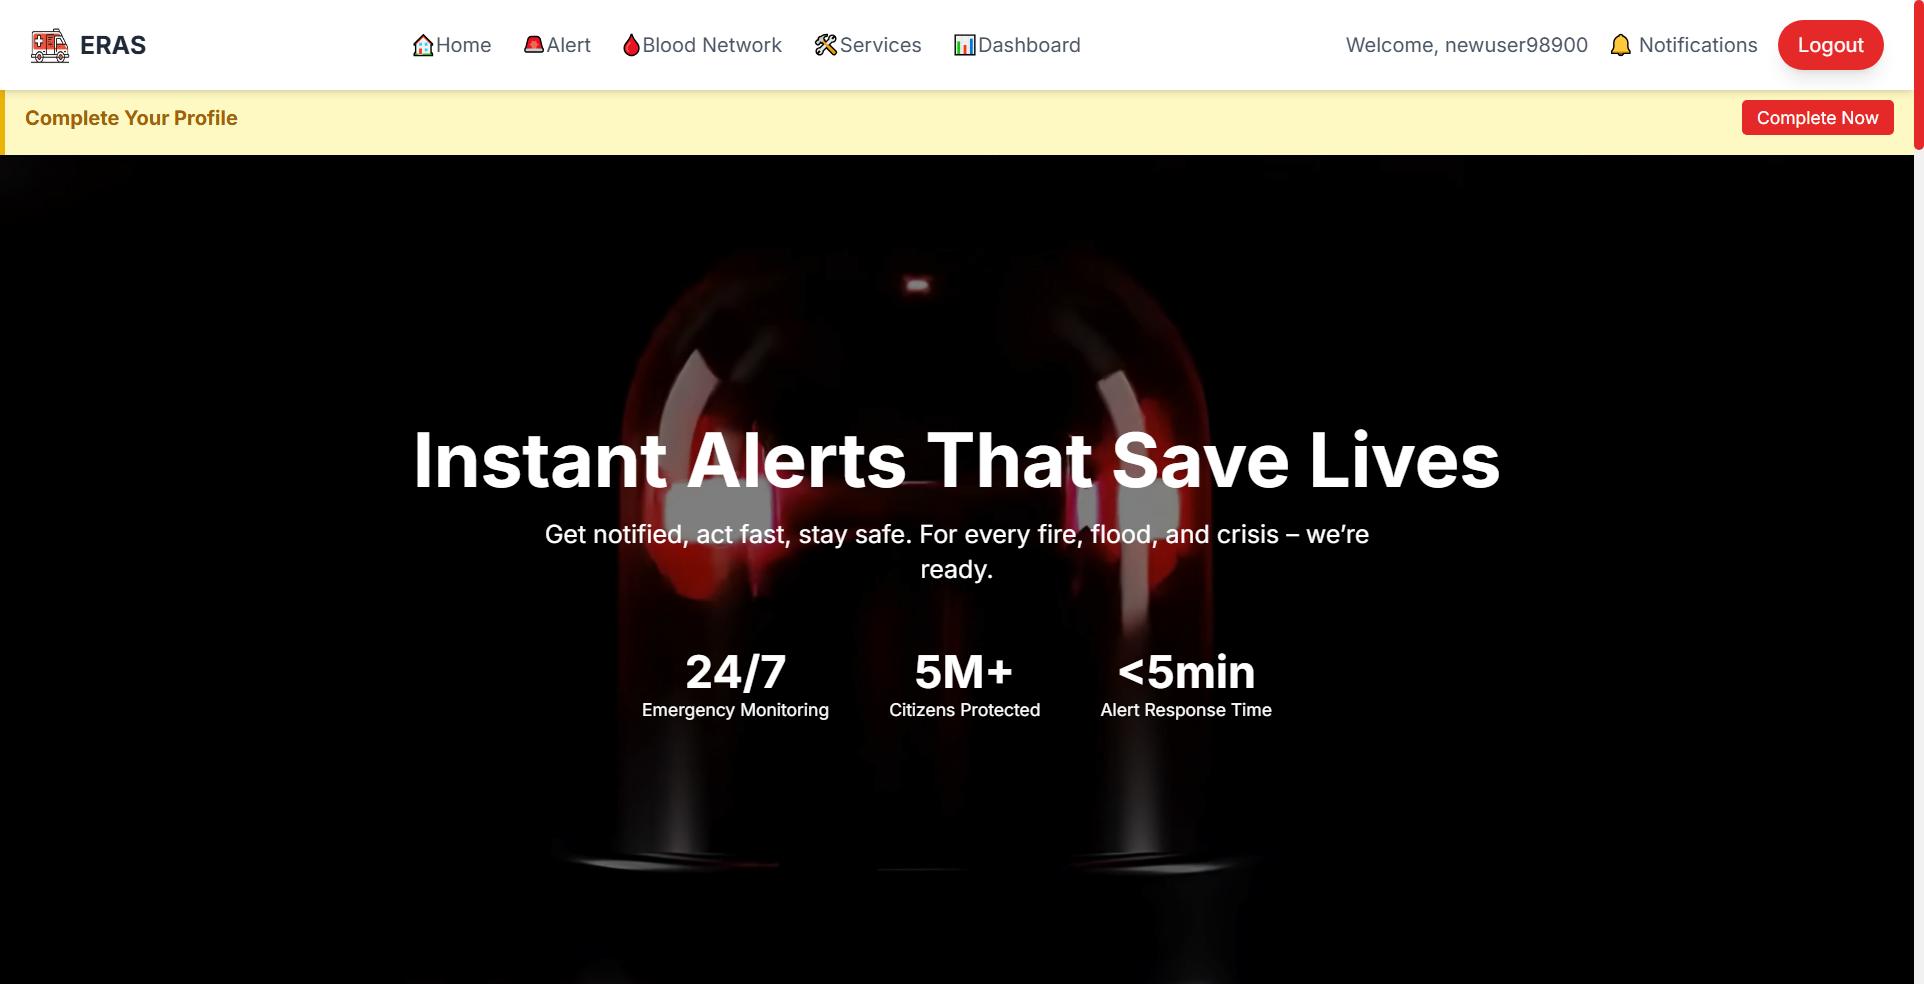 ERAS
Home
Alert
Blood Network
Services
Dashboard
Welcome, newuser98900
Notifications
Logout
Complete Your Profile
Complete Now
Instant Alerts That Save Lives
Get notified, act fast, stay safe. For every fire, flood, and crisis – we’re
ready.
24/7
Emergency Monitoring
5M+
Citizens Protected
<5min
Alert Response Time